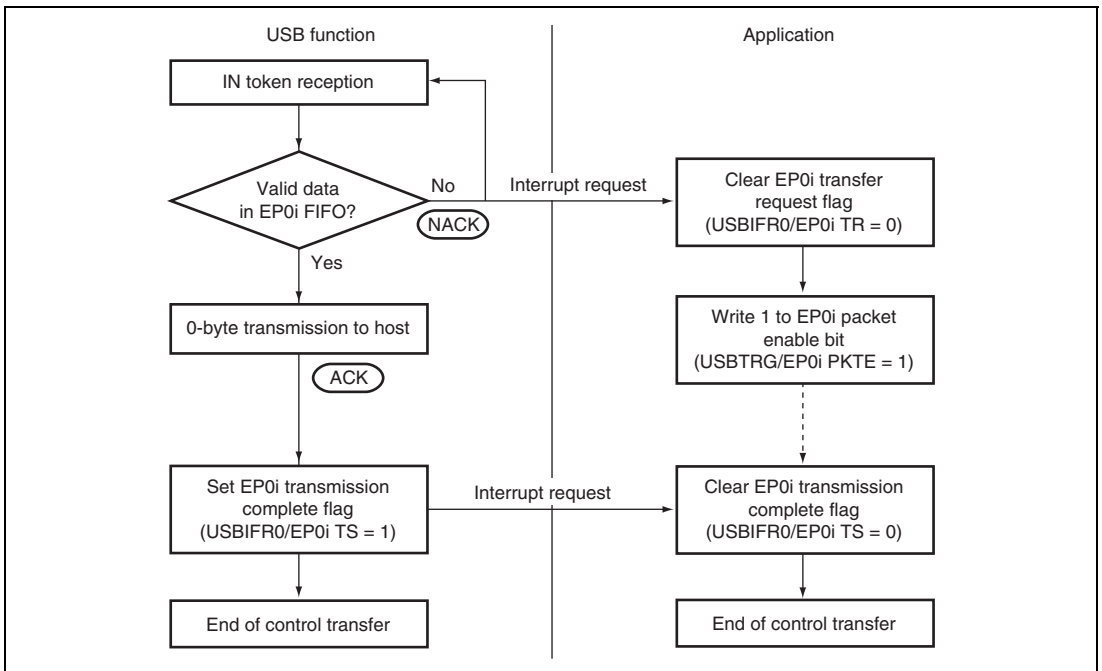 USB function
Application
IN token reception
Valid data
in EP0i FIFO?
No
NACK
Interrupt request
Clear EP0i transfer
request flag
(USBIFR0/EP0i TR = 0)
Yes
0-byte transmission to host
ACK
Write 1 to EP0i packet
enable bit
(USBTRG/EP0i PKTE = 1)
Set EP0i transmission
complete flag
(USBIFR0/EP0i TS = 1)
Interrupt request
Clear EP0i transmission
complete flag
(USBIFR0/EP0i TS = 0)
End of control transfer
End of control transfer